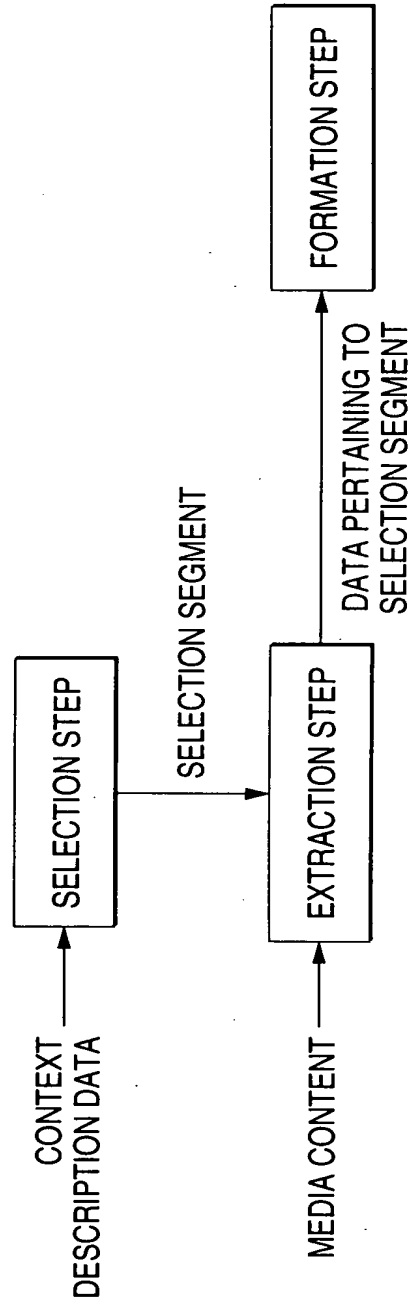 CONTEXT
DESCRIPTION DATA
SELECTION STEP
SELECTION SEGMENT
MEDIA CONTENT
EXTRACTION STEP
DATA PERTAINING TO
SELECTION SEGMENT
FORMATION STEP